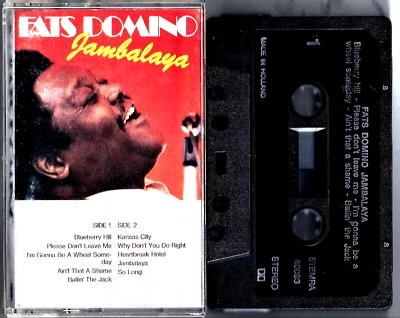 FATS DOMINO
Jambalaya
SIDE 1
Blueberry Hill
Please Don't Leave Me
I'm Gonna Be A Wheel Some-
day
Ain't That A Shame
Ballin' The Jack
SIDE 2
Kansas City
Why Don't You Do Right
Heartbreak Hotel
Jambalaya
So Long
MADE IN HOLLAND
FATS DOMINO JAMBALAYA
Blueberry hill - Please don't leave me - I'm gonna be a
wheel someday - Ain't that a shame - Ballin' the Jack
STEMRA
40083
STEREO